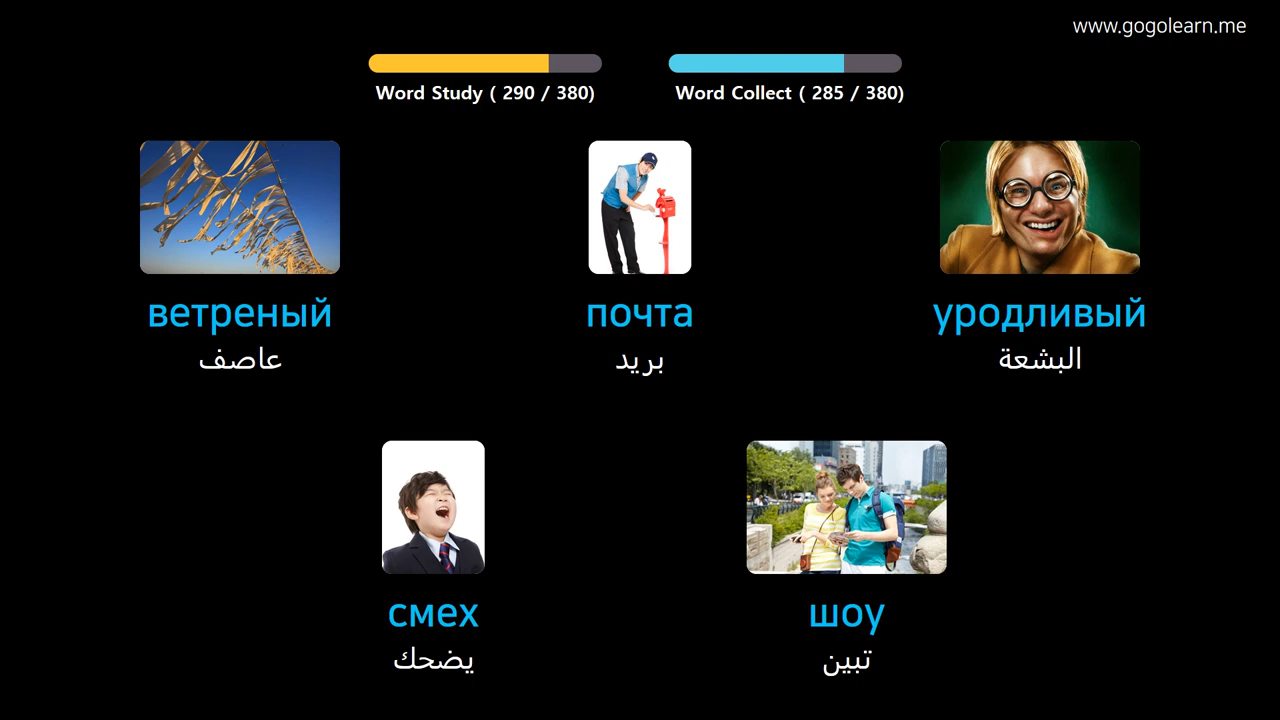 www.gogolearn.me
Word Study ( 290 / 380)
Word Collect ( 285 / 380)
ветреный
почта
уродливый
عاصف
بريد
البشعة
смех
шоу
يضحك
تبين